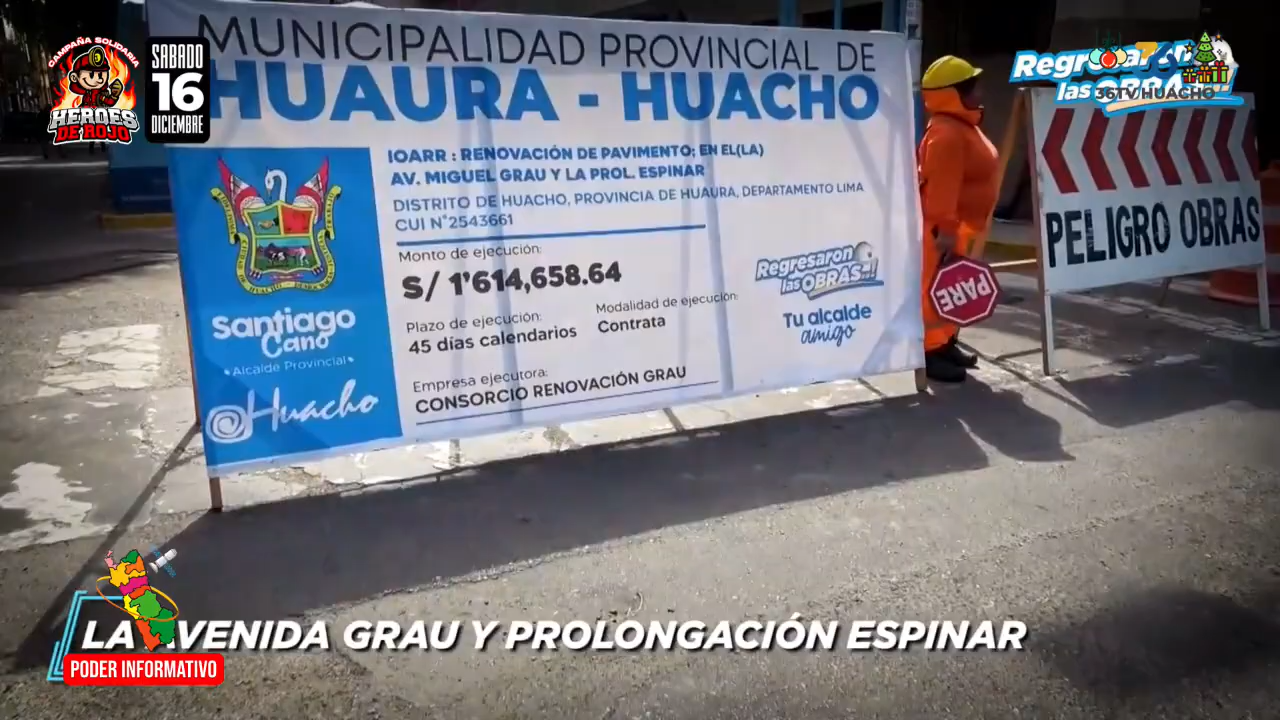 CAMPAÑA SOLIDARIA
HEROES
DE ROJO
SABADO
16
DICIEMBRE
MUNICIPALIDAD PROVINCIAL DE
HUAURA - HUACHO
IOARR : RENOVACIÓN DE PAVIMENTO; EN EL(LA)
AV. MIGUEL GRAU Y LA PROL. ESPINAR
DISTRITO DE HUACHO, PROVINCIA DE HUAURA, DEPARTAMENTO LIMA
CUI N°2543661
Monto de ejecución:
S/ 1'614,658.64
Plazo de ejecución:
45 días calendarios
Modalidad de ejecución:
Contrata
Empresa ejecutora:
CONSORCIO RENOVACIÓN GRAU
Santiago
Cano
Alcalde Provincial
Huacho
Regresaron
las OBRAS...!!
Tu alcalde
amigo
PARE
PELIGRO OBRAS
Regresaron
las OBRAS
36TV HUACHO
LA AVENIDA GRAU Y PROLONGACIÓN ESPINAR
PODER INFORMATIVO